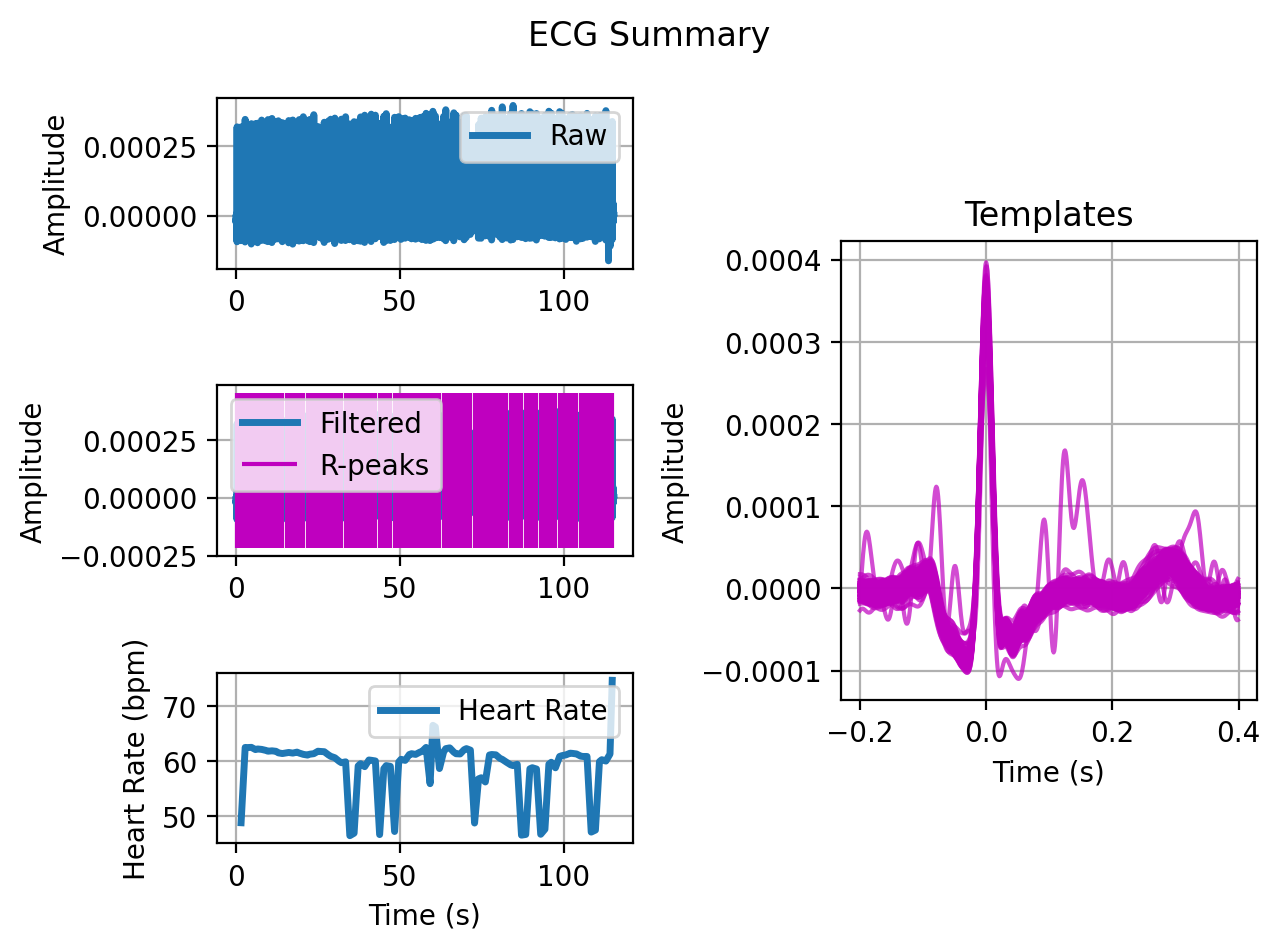 ECG Summary
Amplitude
0.00025
0.00000
Raw
0
50
100
Amplitude
0.00025
0.00000
−0.00025
Filtered
R-peaks
0
50
100
Heart Rate (bpm)
70
60
50
Heart Rate
0
50
100
Time (s)
Templates
Amplitude
0.0004
0.0003
0.0002
0.0001
0.0000
−0.0001
−0.2
0.0
0.2
0.4
Time (s)